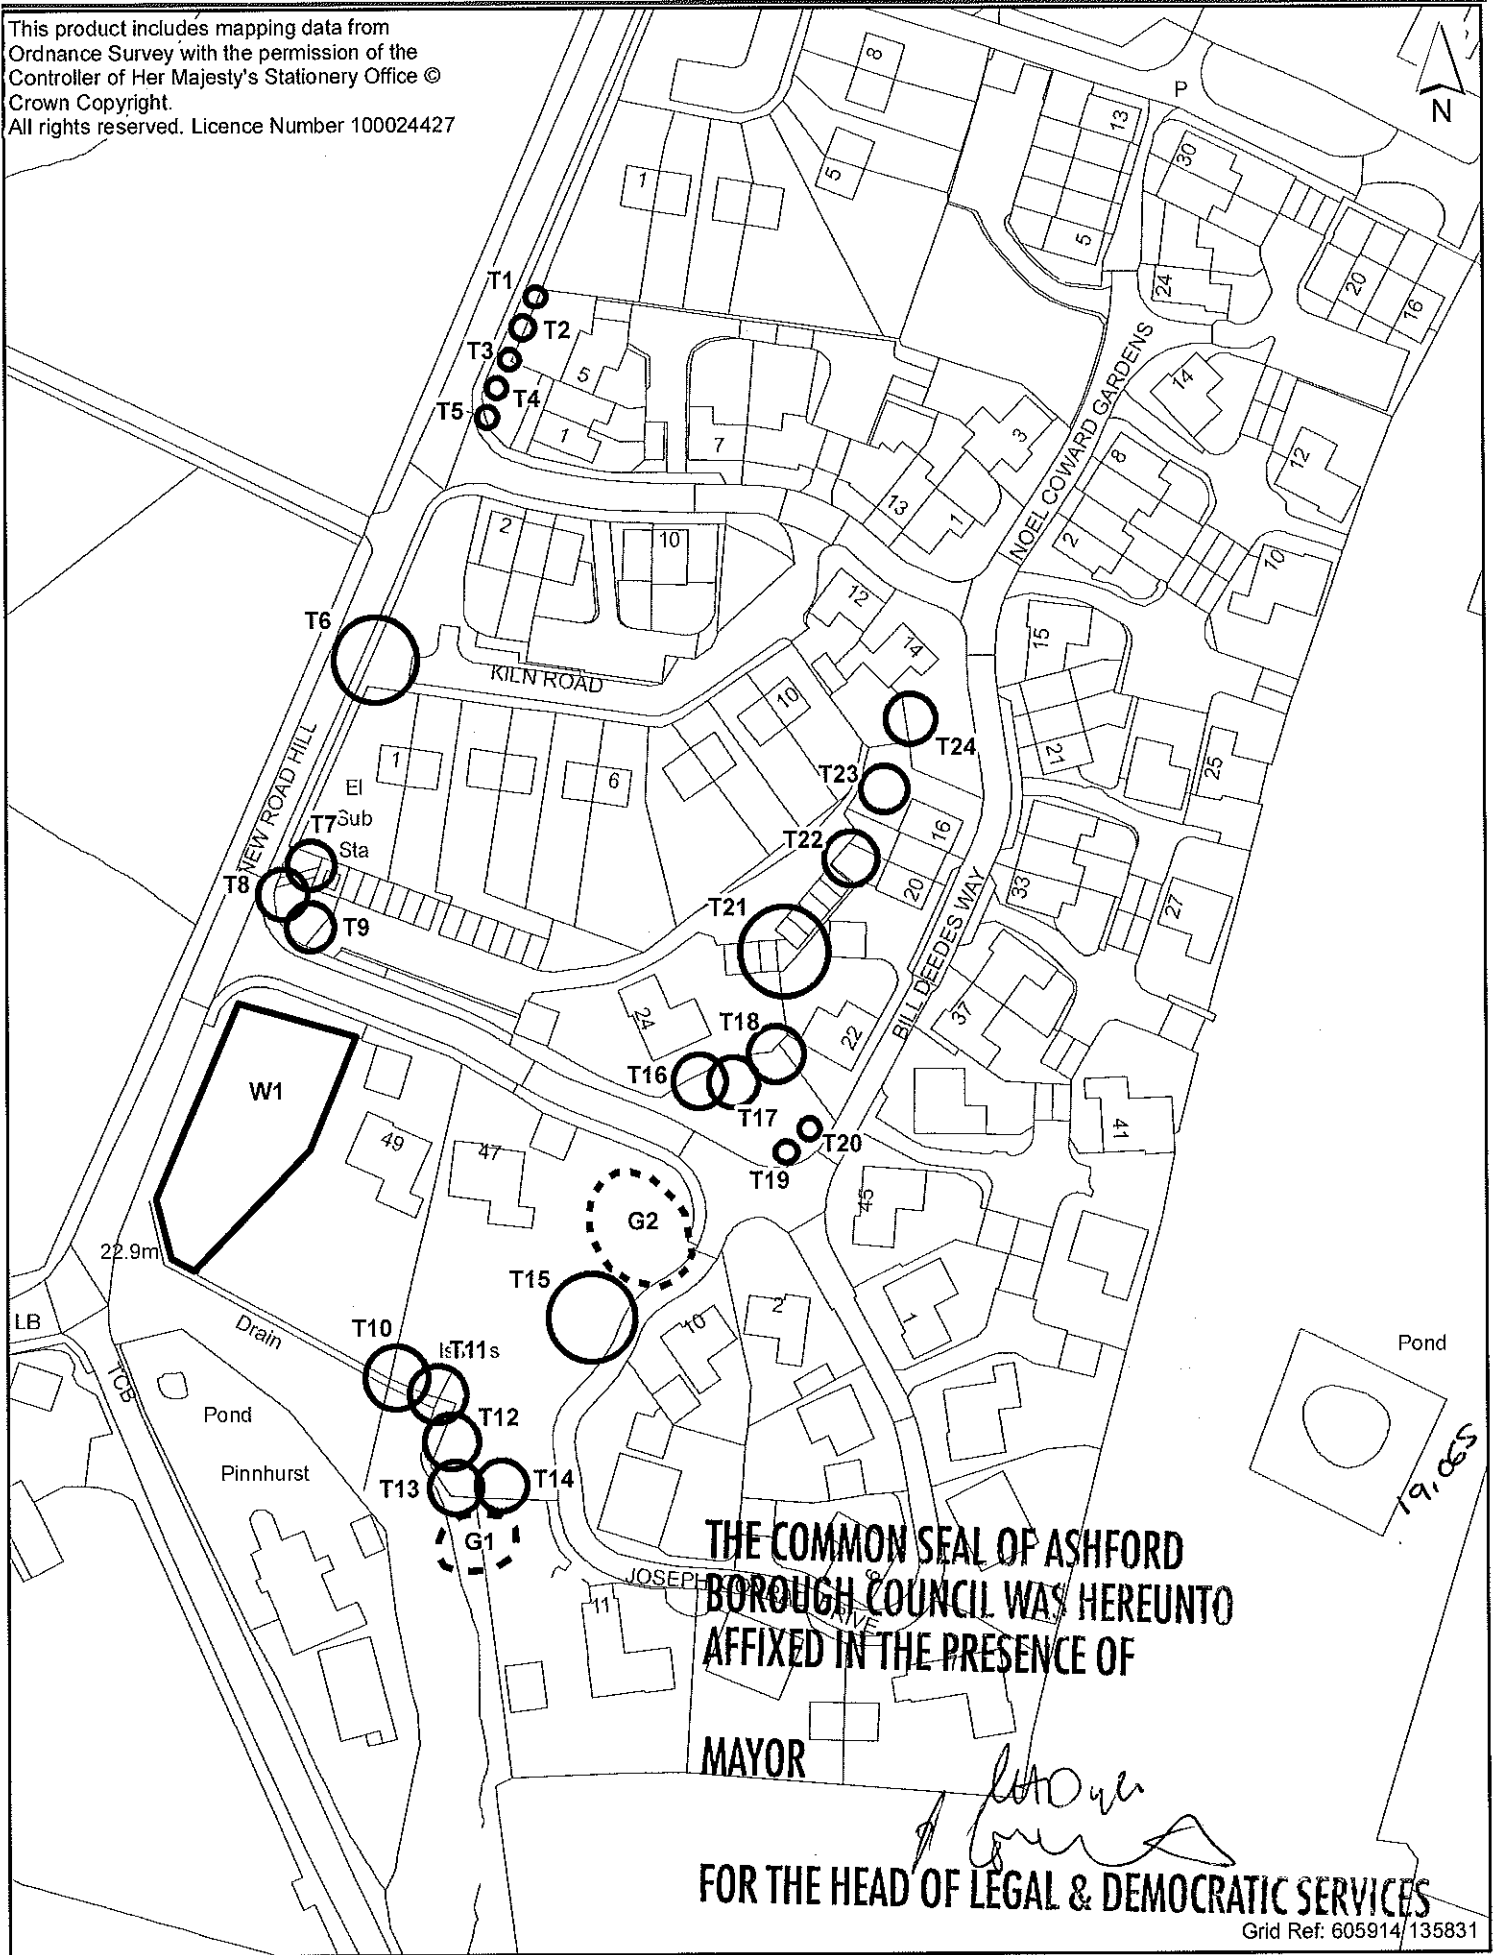 This product includes mapping data from
Ordnance Survey with the permission of the
Controller of Her Majesty's Stationery Office ©
Crown Copyright.
All rights reserved. Licence Number 100024427
N
P
8
13
30
5
1
5
24
20
16
T1
T2
T3
T4
T5
5
1
7
3
13
1
14
12
8
2
10
NOEL COWARD GARDENS
2
10
12
14
15
T6
KILN ROAD
10
T24
21
25
NEW ROAD HILL
1
6
El
Sub
Sta
T7
T8
T9
T23
T22
16
20
33
27
T21
BILL DEEDES WAY
24
T18
22
37
W1
T16
T17
T20
T19
41
49
47
G2
45
22.9m
T15
LB
Drain
T10
T11
10
2
1
Pond
TCB
Pond
T12
Pinnhurst
T13
T14
G1
19,065
THE COMMON SEAL OF ASHFORD
JOSEPH
BOROUGH COUNCIL WAS HEREUNTO
DRIVE
11
AFFIXED IN THE PRESENCE OF
MAYOR
FOR THE HEAD OF LEGAL & DEMOCRATIC SERVICES
Grid Ref: 605914/135831